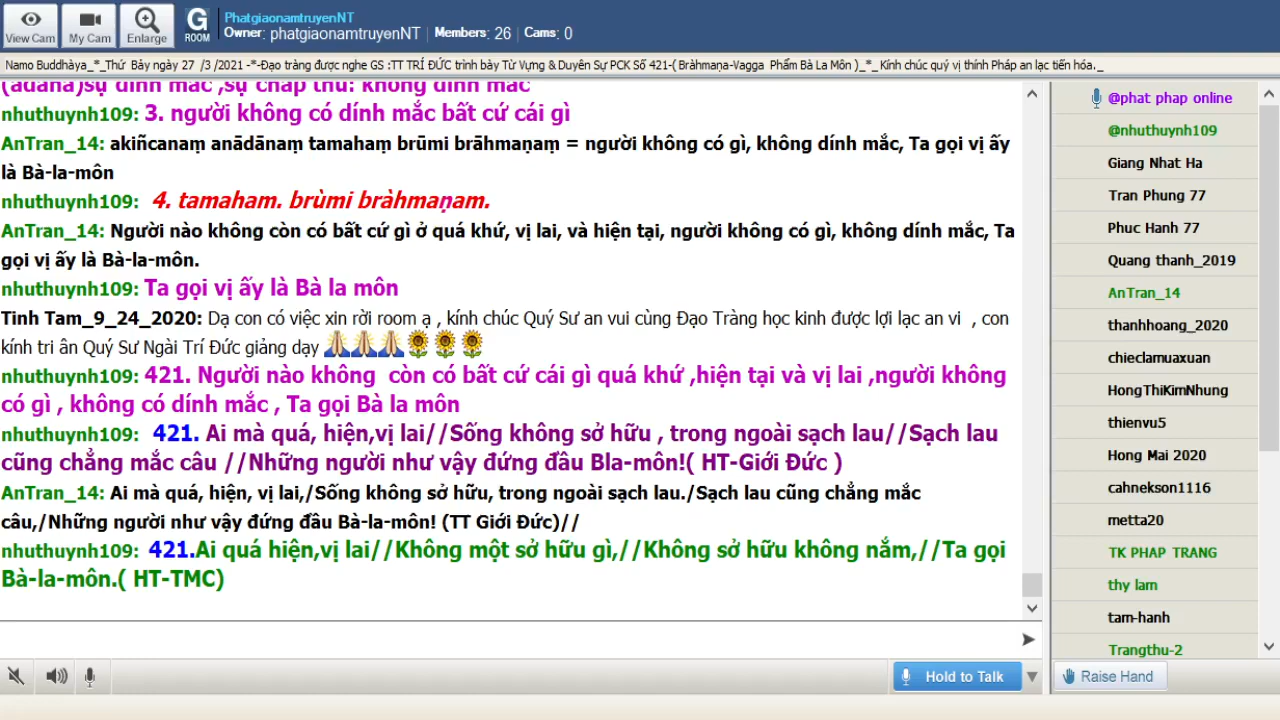 View Cam
My Cam
Enlarge
G
ROOM
PhatgiaonamtruyenNT
Owner: phatgiaonamtruyenNT | Members: 26 | Cams: 0
Namo Buddhàya_*_Thứ Bảy ngày 27 /3 /2021 -*-Đạo tràng được nghe GS :TT TRÍ ĐỨC trình bày Từ Vựng & Duyên Sự PCK Số 421-( Bràhmaṇa-Vagga Phẩm Bà La Môn )_*_ Kính chúc quý vị thính Pháp an lạc tiến hóa._
(ādāna)sự dính mắc ,sự chấp thủ: không dính mắc
nhuthuynh109: 3. người không có dính mắc bất cứ cái gì
AnTran_14: akiñcanaṃ anādānaṃ tamahaṃ brūmi brāhmaṇaṃ = người không có gì, không dính mắc, Ta gọi vị ấy
là Bà-la-môn
nhuthuynh109: 4. tamaham. brùmi bràhmaṇam.
AnTran_14: Người nào không còn có bất cứ gì ở quá khứ, vị lai, và hiện tại, người không có gì, không dính mắc, Ta
gọi vị ấy là Bà-la-môn.
nhuthuynh109: Ta gọi vị ấy là Bà la môn
Tinh Tam_9_24_2020: Dạ con có việc xin rời room ạ , kính chúc Quý Sư an vui cùng Đạo Tràng học kinh được lợi lạc an vi , con
kính tri ân Quý Sư Ngài Trí Đức giảng dạy 🙏🙏🙏🌻🌻🌻
nhuthuynh109: 421. Người nào không còn có bất cứ cái gì quá khứ ,hiện tại và vị lai ,người không
có gì , không có dính mắc , Ta gọi Bà la môn
nhuthuynh109: 421. Ai mà quá, hiện,vị lai//Sống không sở hữu , trong ngoài sạch lau//Sạch lau
cũng chẳng mắc câu //Những người như vậy đứng đầu Bla-môn!( HT-Giới Đức )
AnTran_14: Ai mà quá, hiện, vị lai,/Sống không sở hữu, trong ngoài sạch lau./Sạch lau cũng chẳng mắc
câu,/Những người như vậy đứng đầu Bà-la-môn! (TT Giới Đức)//
nhuthuynh109: 421.Ai quá hiện,vị lai//Không một sở hữu gì,//Không sở hữu không nắm,//Ta gọi
Bà-la-môn.( HT-TMC)
Hold to Talk
@phat phap online
@nhuthuynh109
Giang Nhat Ha
Tran Phung 77
Phuc Hanh 77
Quang thanh_2019
AnTran_14
thanhhoang_2020
chieclamuaxuan
HongThiKimNhung
thienvu5
Hong Mai 2020
cahnekson1116
metta20
TK PHAP TRANG
thy lam
tam-hanh
Trangthu-2
Raise Hand